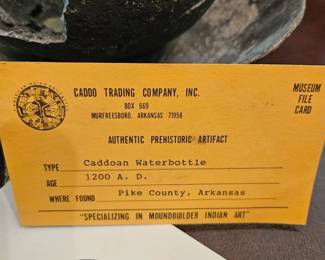 CADDO TRADING COMPANY, INC.
BOX 669
MURFREESBORO, ARKANSAS 71958
MUSEUM
FILE
CARD
AUTHENTIC PREHISTORIC ARTIFACT
TYPE Caddoan Waterbottle
AGE 1200 A. D.
WHERE FOUND Pike County, Arkansas
"SPECIALIZING IN MOUNDBUILDER INDIAN ART"